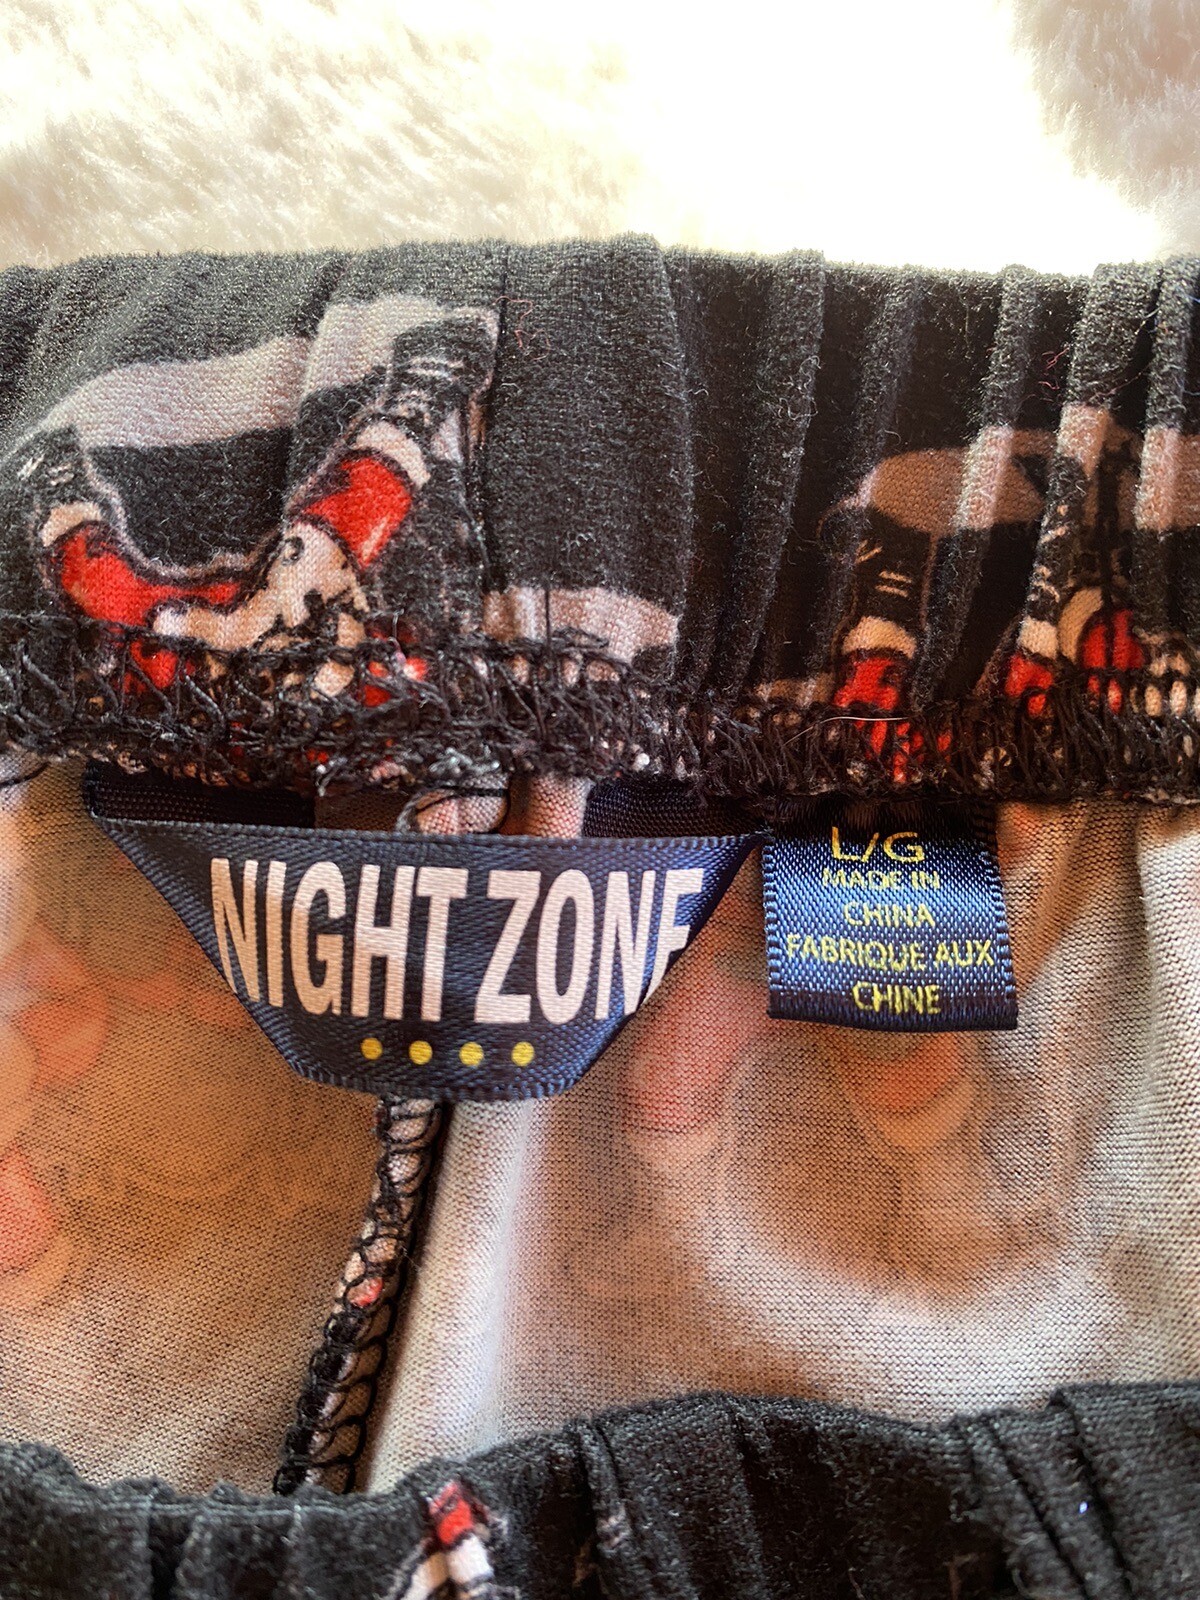 NIGHT ZONE
L/G
MADE IN
CHINA
FABRIQUE AUX
CHINE